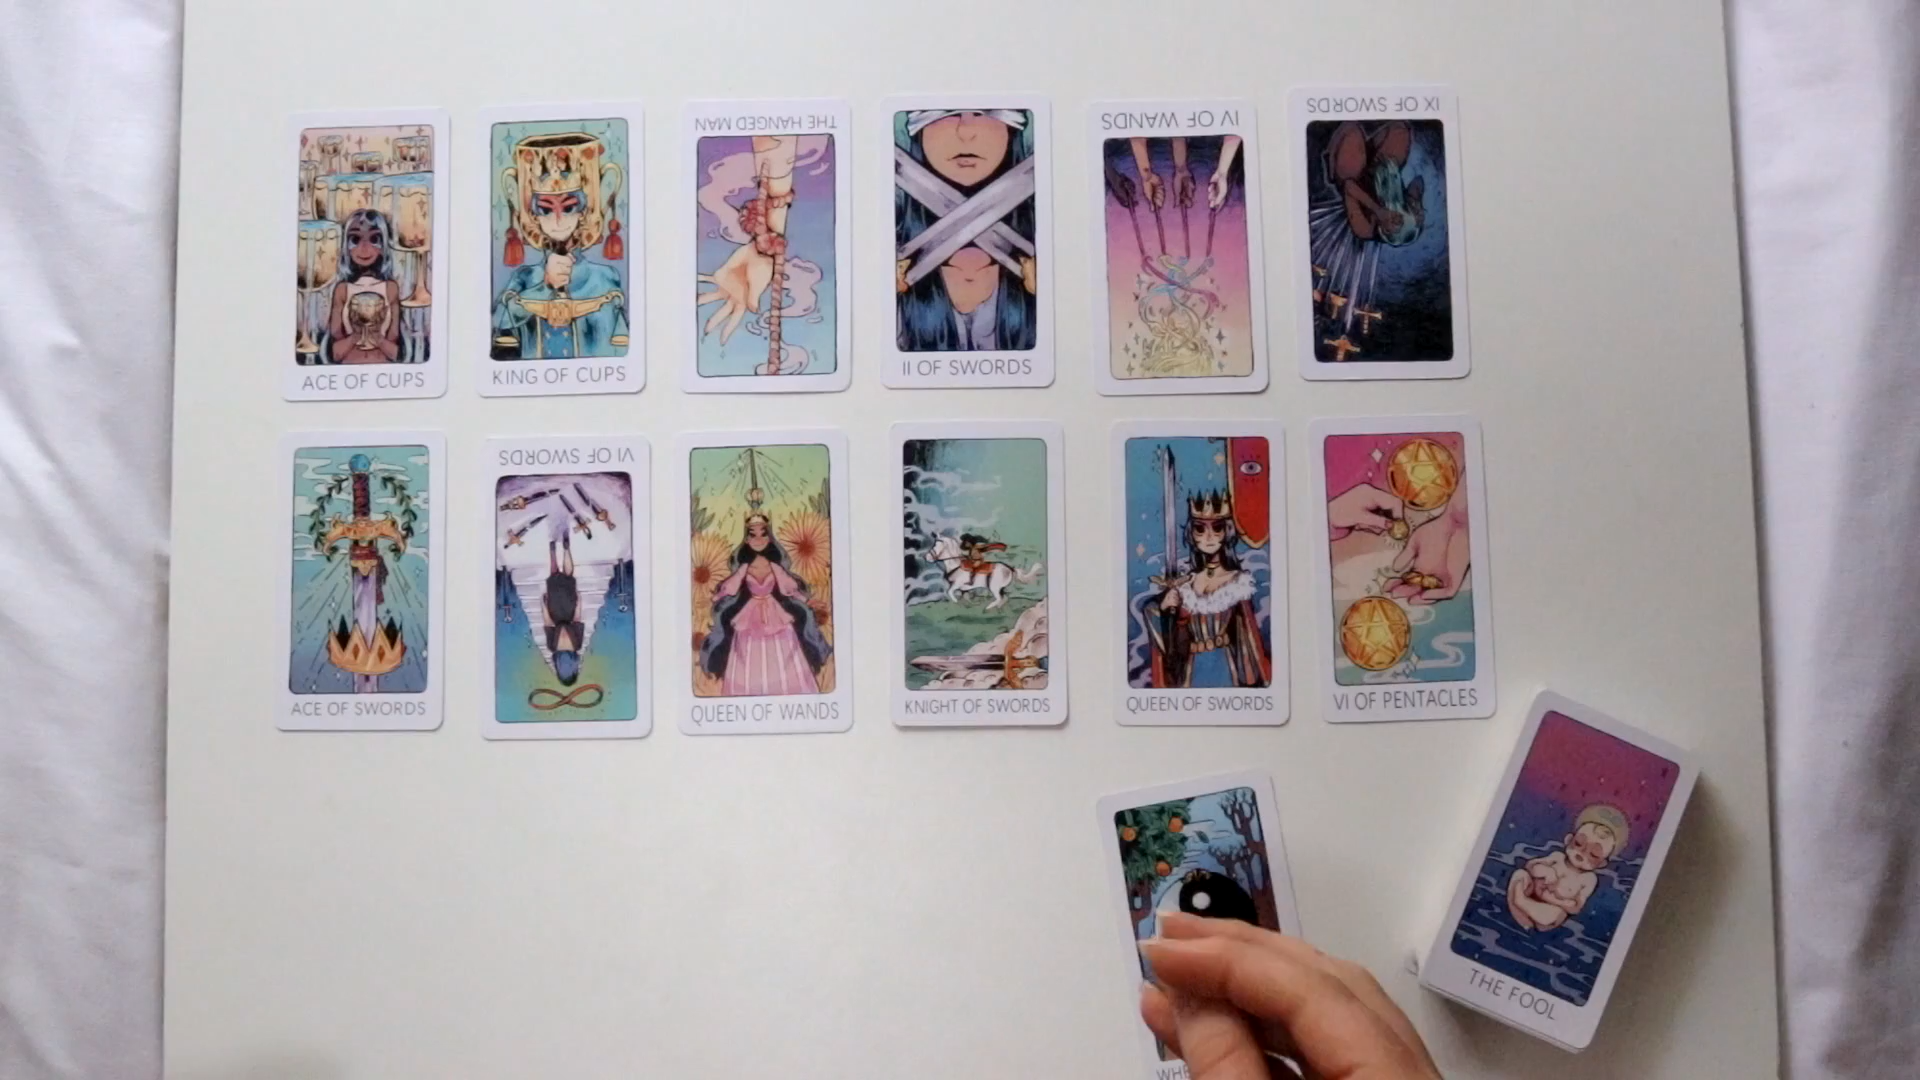 ACE OF CUPS
KING OF CUPS
THE HANGED MAN
II OF SWORDS
IV OF WANDS
IX OF SWORDS
ACE OF SWORDS
VI OF SWORDS
QUEEN OF WANDS
KNIGHT OF SWORDS
QUEEN OF SWORDS
VI OF PENTACLES
THE FOOL